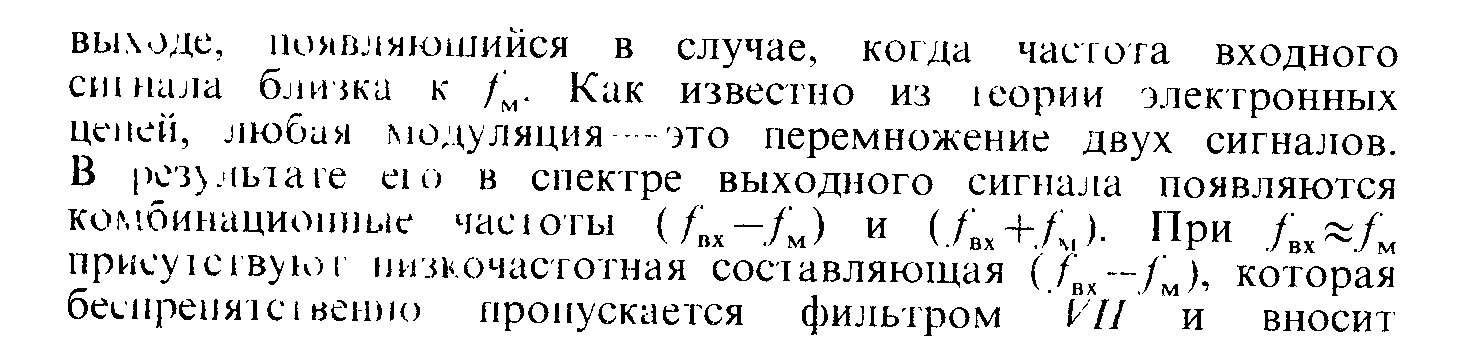 выходе, появляющийся в случае, когда частота входного
сигнала близка к fм. Как известно из теории электронных
цепей, любая модуляция — это перемножение двух сигналов.
В результате его в спектре выходного сигнала появляются
комбинационные частоты (fвх−fм) и (fвх+fм). При fвх≈fм
присутствуют низкочастотная составляющая (fвх−fм), которая
беспрепятственно пропускается фильтром VII и вносит